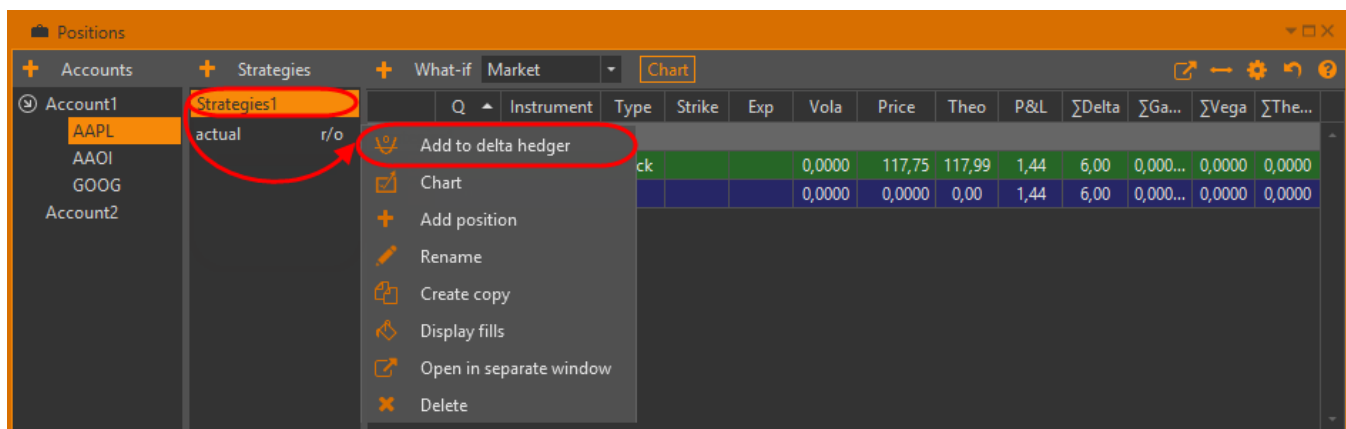 Positions
Accounts Strategies What-if Market Chart
Account1 Strategies1 Q Instrument Type Strike Exp Vola Price Theo P&L ∑Delta ∑Ga... ∑Vega ∑The...
AAPL actual r/o Add to delta hedger
AAOI Chart ck 0,0000 117,75 117,99 1,44 6,00 0,000... 0,0000 0,0000
GOOG Add position 0,0000 0,0000 0,00 1,44 6,00 0,000... 0,0000 0,0000
Account2
Rename
Create copy
Display fills
Open in separate window
Delete